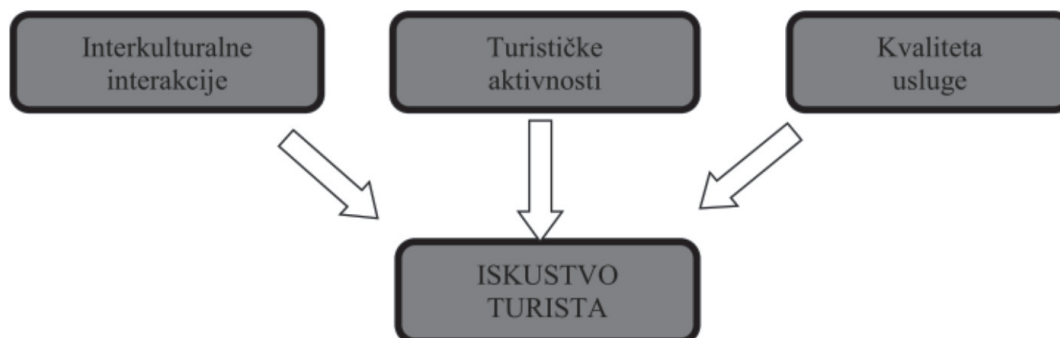 Interkulturalne
interakcije
Turističke
aktivnosti
Kvaliteta
usluge
ISKUSTVO
TURISTA